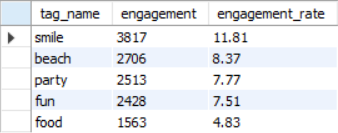 tag_name engagement engagement_rate
smile 3817 11.81
beach 2706 8.37
party 2513 7.77
fun 2428 7.51
food 1563 4.83